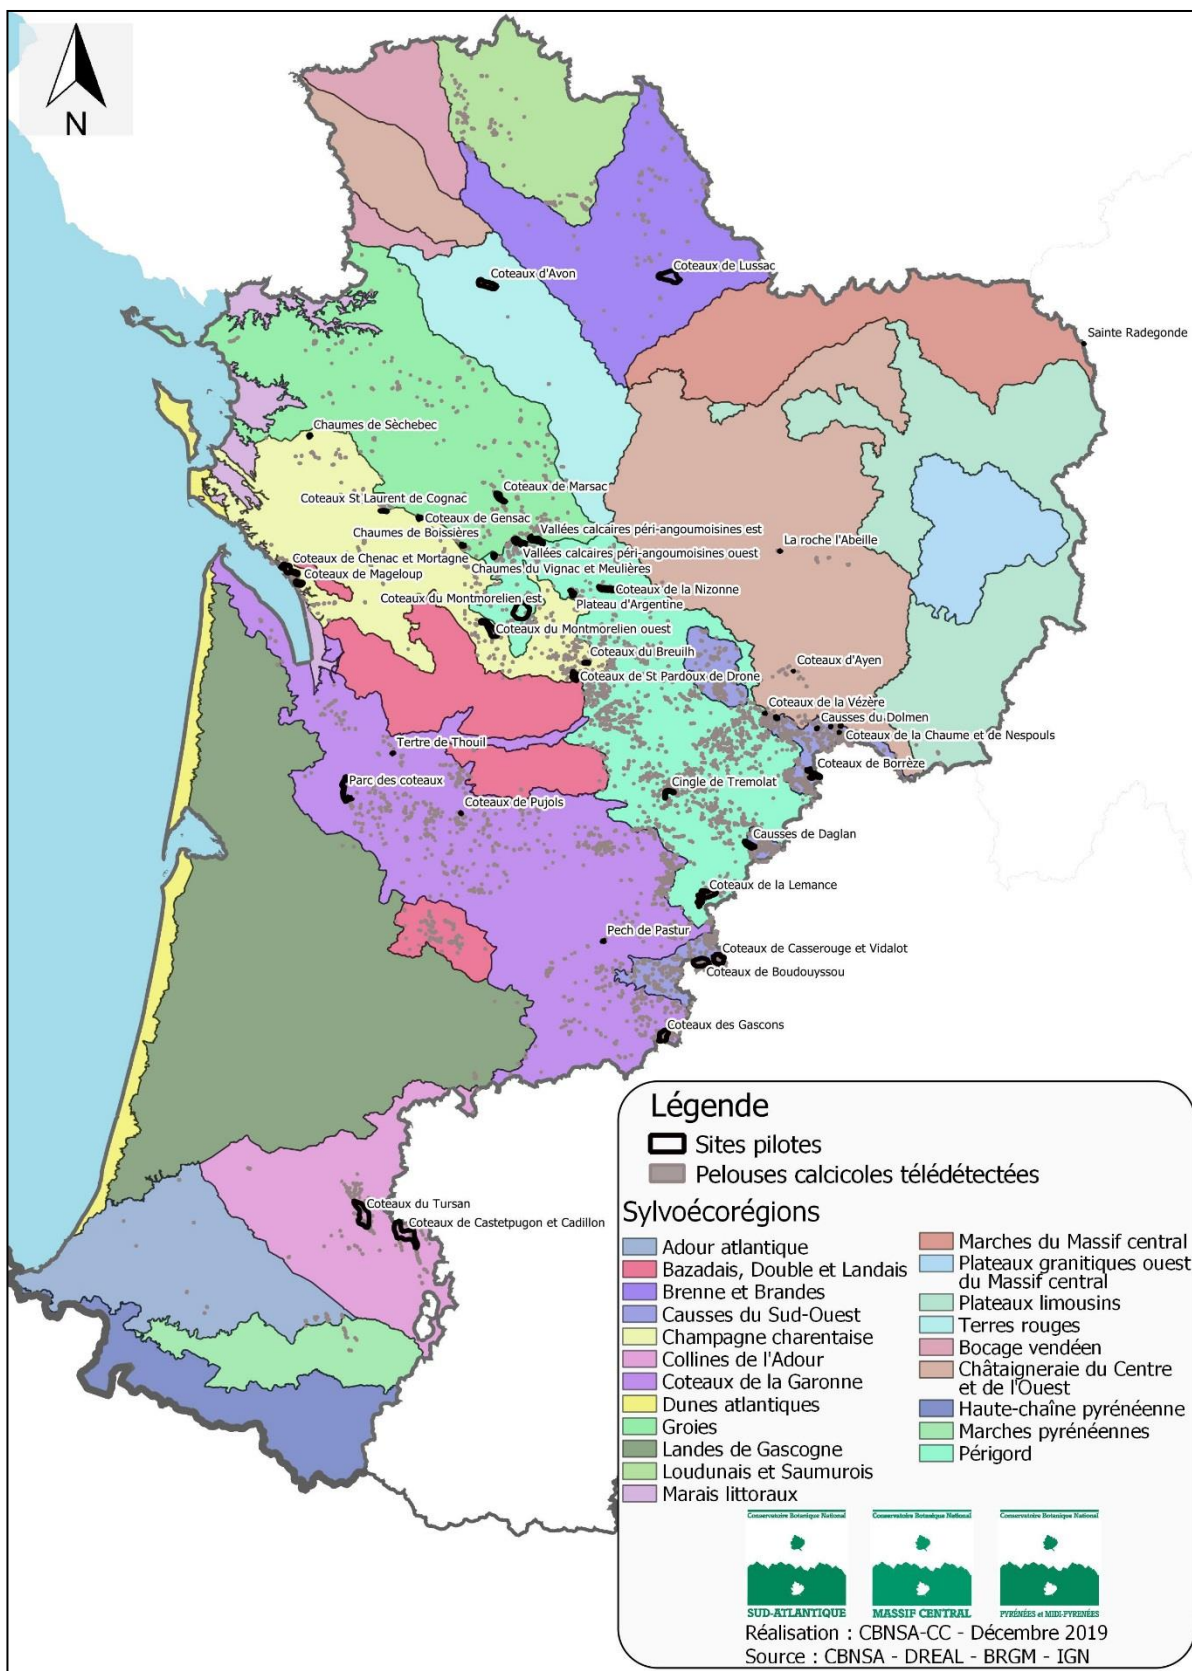 N
Coteaux d'Avon
Coteaux de Lussac
Sainte Radegonde
Chaumes de Sèchebec
Coteaux de Marsac
Coteaux St Laurent de Cognac
Coteaux de Gensac
Vallées calcaires péri-angoumoisines est
Chaumes de Boissières
La roche l'Abeille
Vallées calcaires péri-angoumoisines ouest
Coteaux de Chenac et Mortagne
Chaumes du Vignac et Meulières
Coteaux de Mageloup
Coteaux de la Nizonne
Coteaux du Montmorelien est
Plateau d'Argentine
Coteaux du Montmorelien ouest
Coteaux du Breuilh
Coteaux d'Ayen
Coteaux de St Pardoux de Drone
Coteaux de la Vézère
Causses du Dolmen
Coteaux de la Chaume et de Nespouls
Tertre de Thouil
Coteaux de Borrèze
Parc des coteaux
Cingle de Tremolat
Coteaux de Pujols
Causses de Daglan
Coteaux de la Lemance
Pech de Pastur
Coteaux de Casserouge et Vidalot
Coteaux de Boudouyssou
Coteaux des Gascons
Coteaux du Tursan
Coteaux de Castetpugon et Cadillon
Légende
Sites pilotes
Pelouses calcicoles télédétectées
Sylvoécorégions
Adour atlantique
Bazadais, Double et Landais
Brenne et Brandes
Causses du Sud-Ouest
Champagne charentaise
Collines de l'Adour
Coteaux de la Garonne
Dunes atlantiques
Groies
Landes de Gascogne
Loudunais et Saumurois
Marais littoraux
Marches du Massif central
Plateaux granitiques ouest
du Massif central
Plateaux limousins
Terres rouges
Bocage vendéen
Châtaigneraie du Centre
et de l'Ouest
Haute-chaîne pyrénéenne
Marches pyrénéennes
Périgord
Conservatoire Botanique National
SUD-ATLANTIQUE
Conservatoire Botanique National
MASSIF CENTRAL
Conservatoire Botanique National
PYRÉNÉES et MIDI-PYRENÉES
Réalisation : CBNSA-CC - Décembre 2019
Source : CBNSA - DREAL - BRGM - IGN